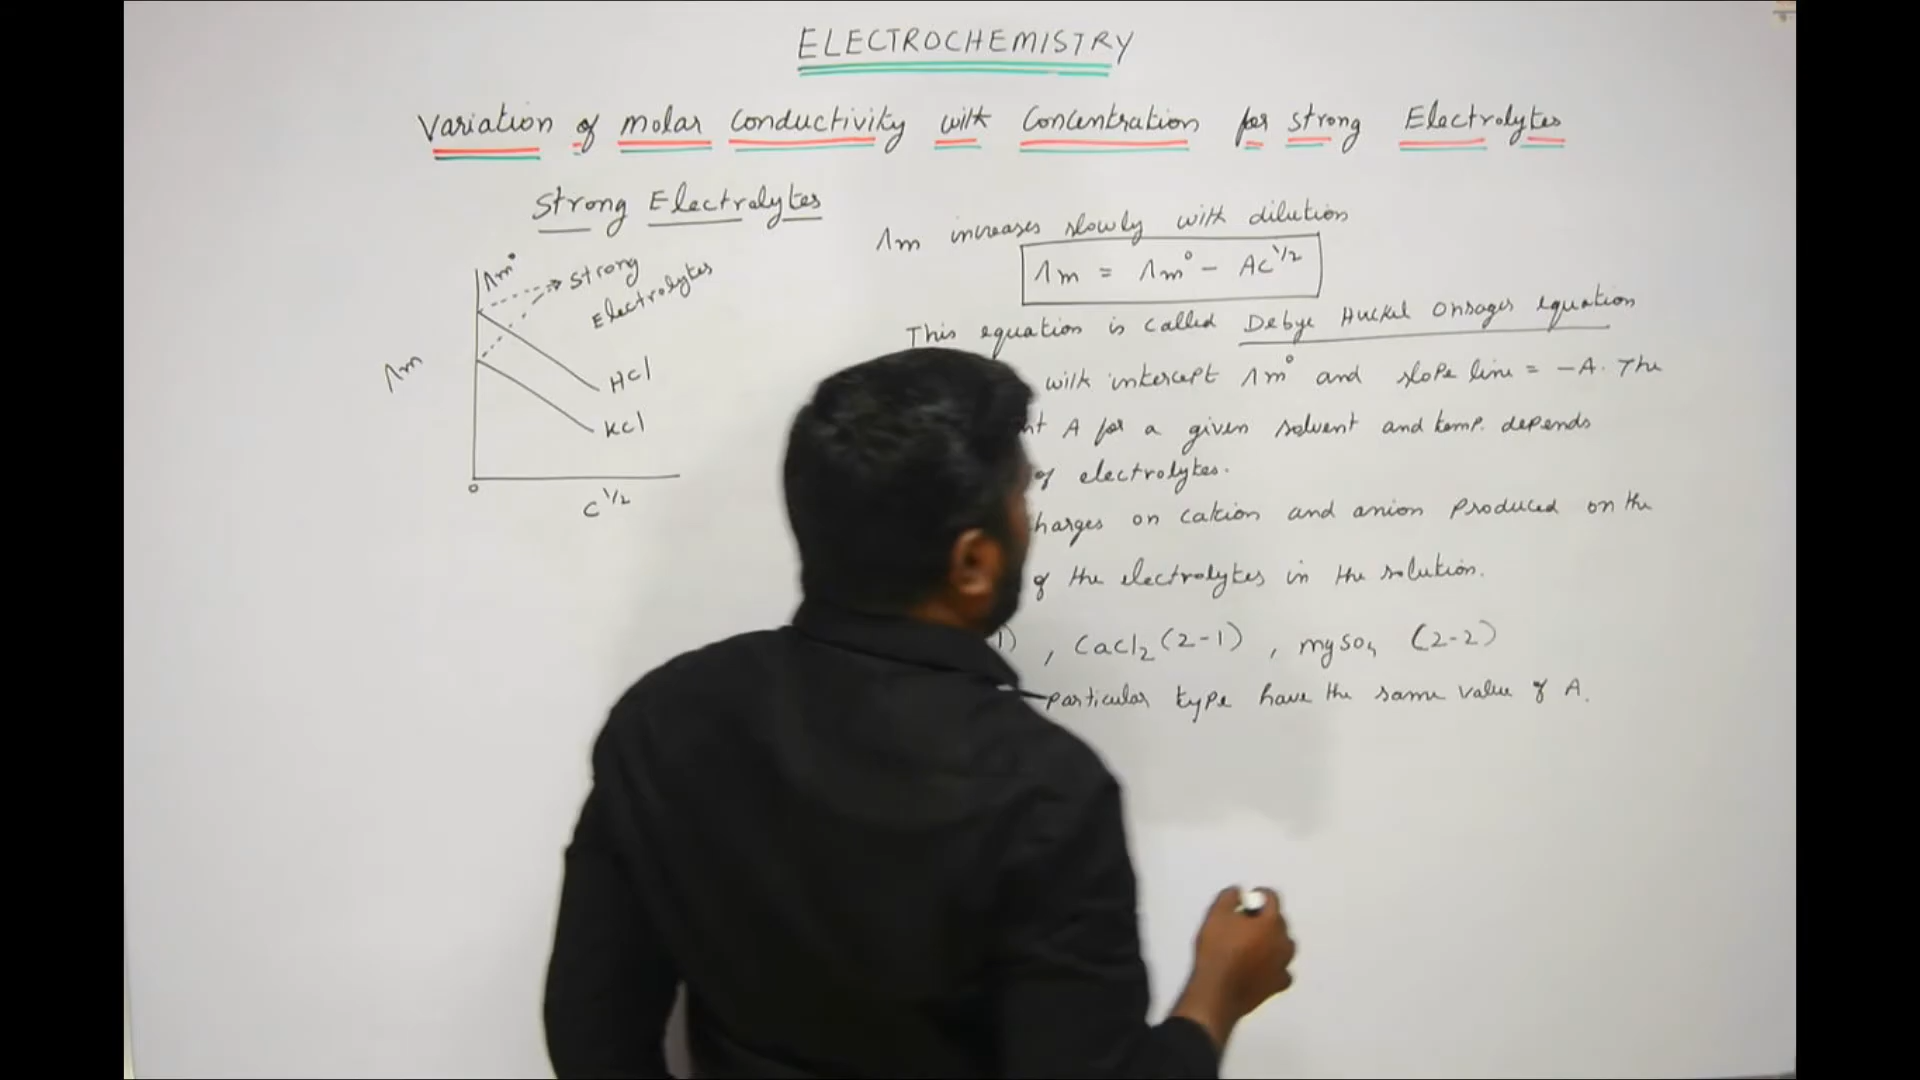 ELECTROCHEMISTRY
Variation of molar conductivity with Concentration for strong Electrolytes
Strong Electrolytes
Λm°
strong
Electrolytes
Λm
HCl
KCl
0
C^1/2
Λm increases slowly with dilution
Λm = Λm° - AC^1/2
This equation is called Debye Huckel Onsager equation
with intercept Λm° and slope line = -A. The
A for a given solvent and temp. depends
of electrolytes.
harges on cation and anion produced on the
of the electrolytes in the solution.
1) , CaCl₂ (2-1) , MgSO₄ (2-2)
particular type have the same value of A.